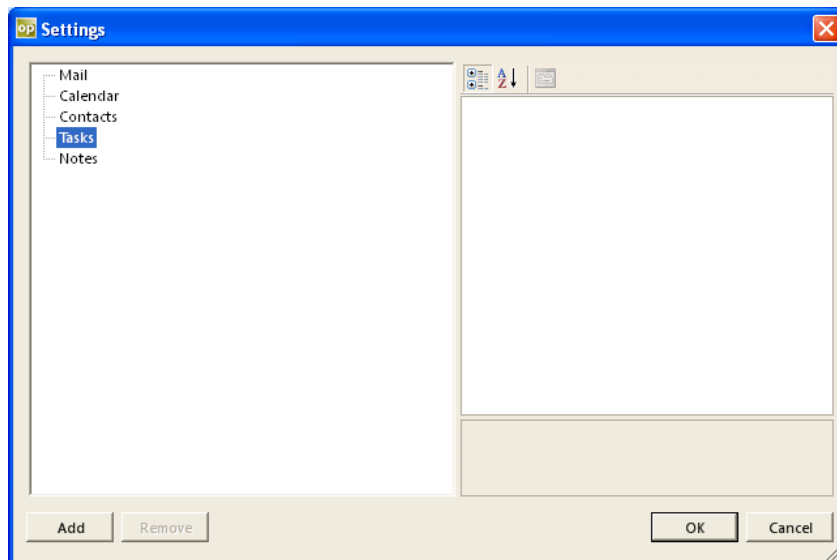 op Settings
Mail
Calendar
Contacts
Tasks
Notes
A
Z
Add
Remove
OK
Cancel